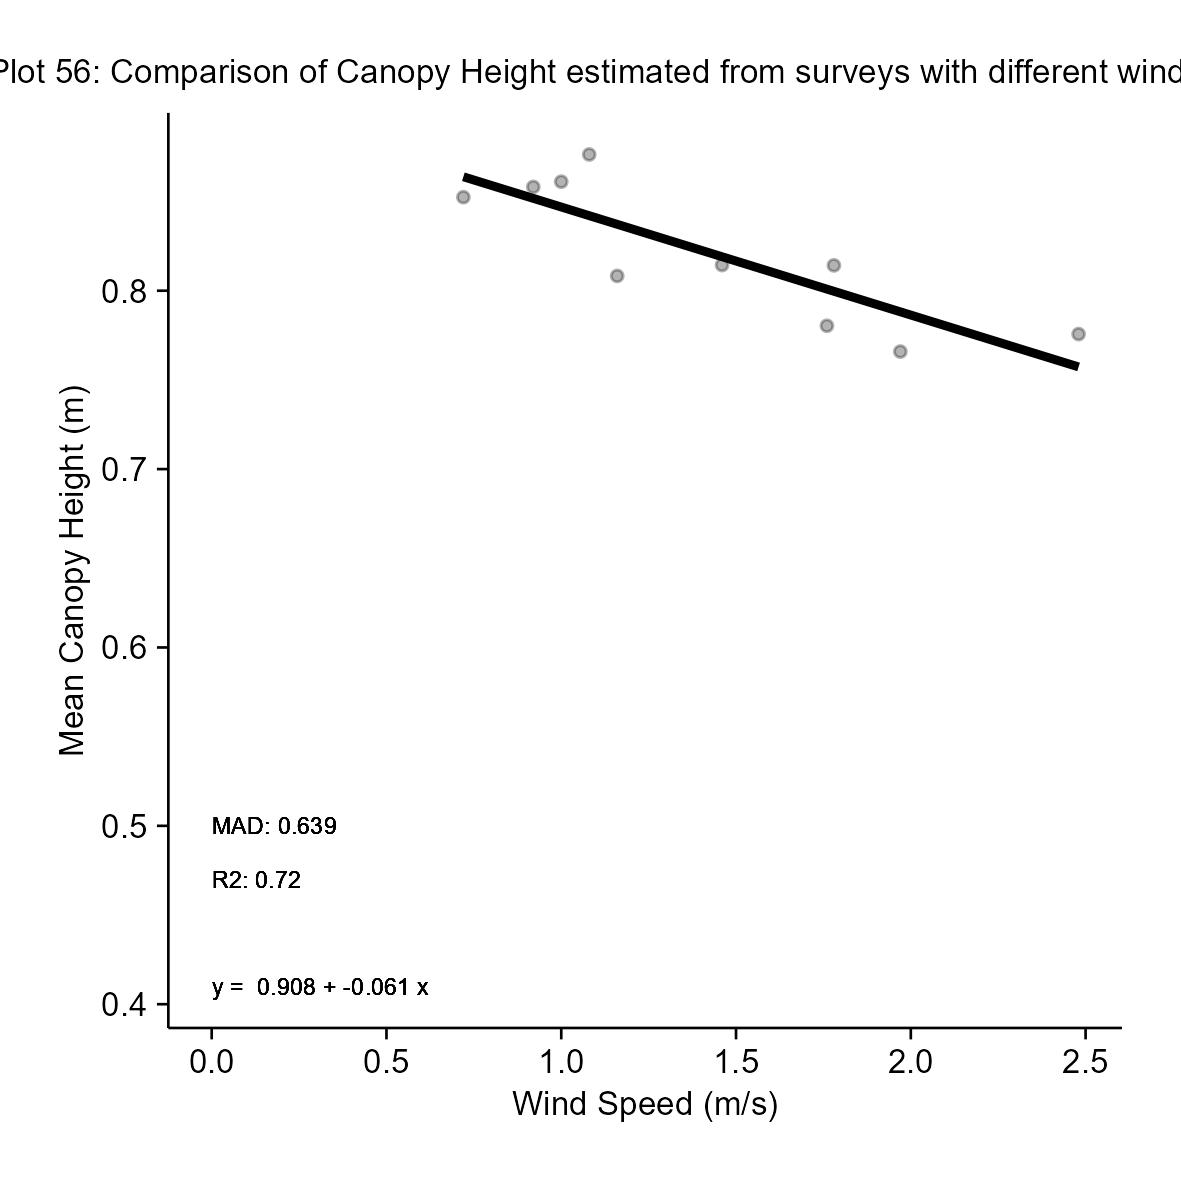 Plot 56: Comparison of Canopy Height estimated from surveys with different wind
0.8
0.7
0.6
0.5
0.4
Mean Canopy Height (m)
MAD: 0.639
R2: 0.72
y =  0.908 + -0.061 x
0.0 0.5 1.0 1.5 2.0 2.5
Wind Speed (m/s)